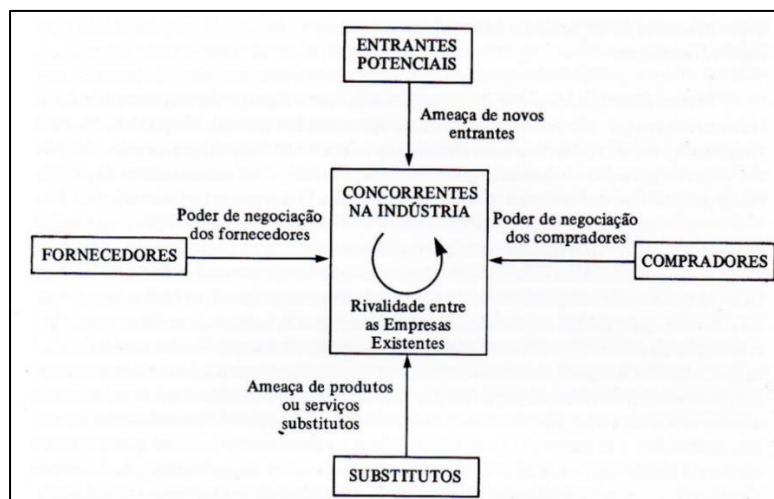 ENTRANTES
POTENCIAIS
Ameaça de novos
entrantes
CONCORRENTES
NA INDÚSTRIA
Poder de negociação
dos fornecedores
Poder de negociação
dos compradores
FORNECEDORES
COMPRADORES
Rivalidade entre
as Empresas
Existentes
Ameaça de produtos
ou serviços
substitutos
SUBSTITUTOS